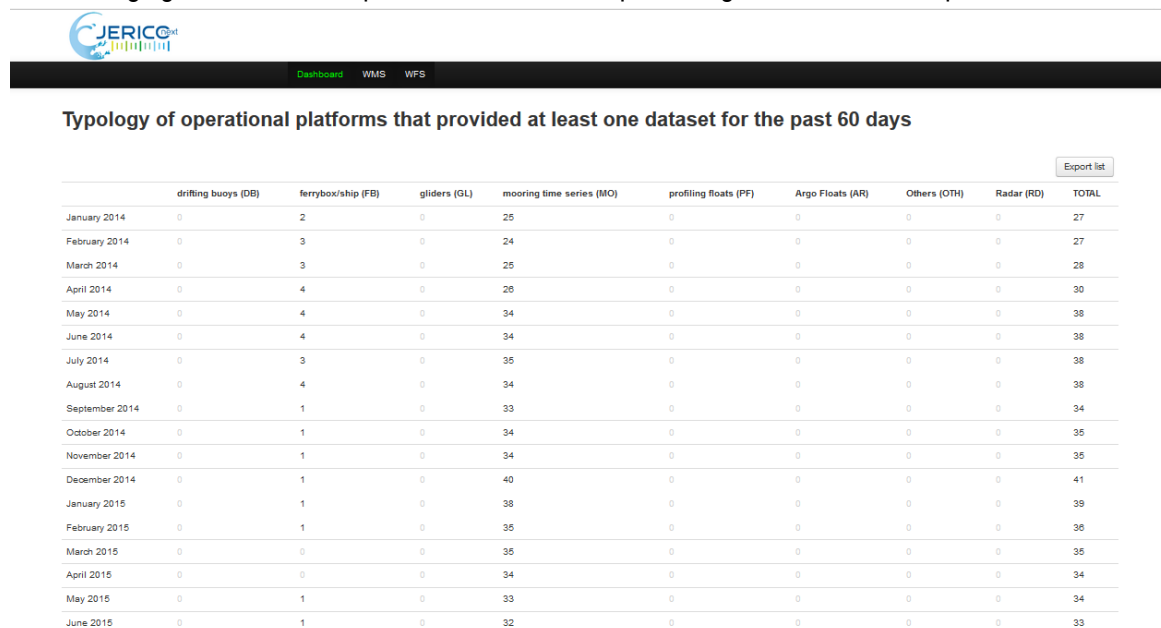 JERICO next
Dashboard WMS WFS
Typology of operational platforms that provided at least one dataset for the past 60 days
Export list
drifting buoys (DB) ferrybox/ship (FB) gliders (GL) mooring time series (MO) profiling floats (PF) Argo Floats (AR) Others (OTH) Radar (RD) TOTAL
January 2014 0 2 0 25 0 0 0 0 27
February 2014 0 3 0 24 0 0 0 0 27
March 2014 0 3 0 25 0 0 0 0 28
April 2014 0 4 0 26 0 0 0 0 30
May 2014 0 4 0 34 0 0 0 0 38
June 2014 0 4 0 34 0 0 0 0 38
July 2014 0 3 0 35 0 0 0 0 38
August 2014 0 4 0 34 0 0 0 0 38
September 2014 0 1 0 33 0 0 0 0 34
October 2014 0 1 0 34 0 0 0 0 35
November 2014 0 1 0 34 0 0 0 0 35
December 2014 0 1 0 40 0 0 0 0 41
January 2015 0 1 0 38 0 0 0 0 39
February 2015 0 1 0 35 0 0 0 0 36
March 2015 0 0 0 35 0 0 0 0 35
April 2015 0 0 0 34 0 0 0 0 34
May 2015 0 1 0 33 0 0 0 0 34
June 2015 0 1 0 32 0 0 0 0 33